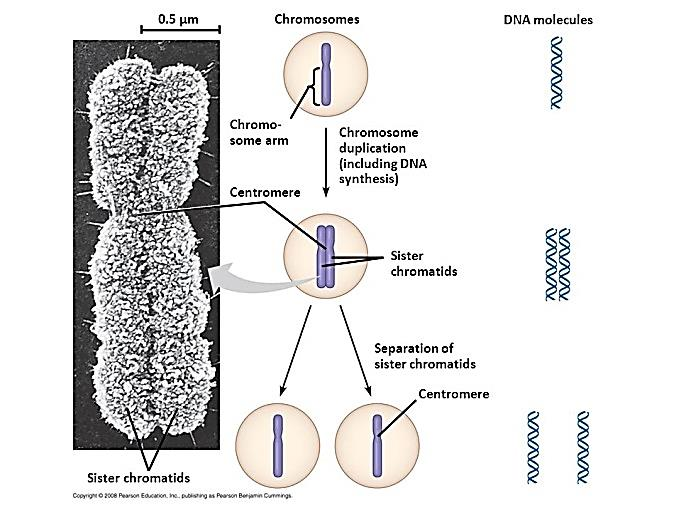 0.5 µm
Chromosomes
DNA molecules
Chromo-
some arm
Chromosome
duplication
(including DNA
synthesis)
Centromere
Sister
chromatids
Separation of
sister chromatids
Centromere
Sister chromatids
Copyright © 2008 Pearson Education, Inc., publishing as Pearson Benjamin Cummings.